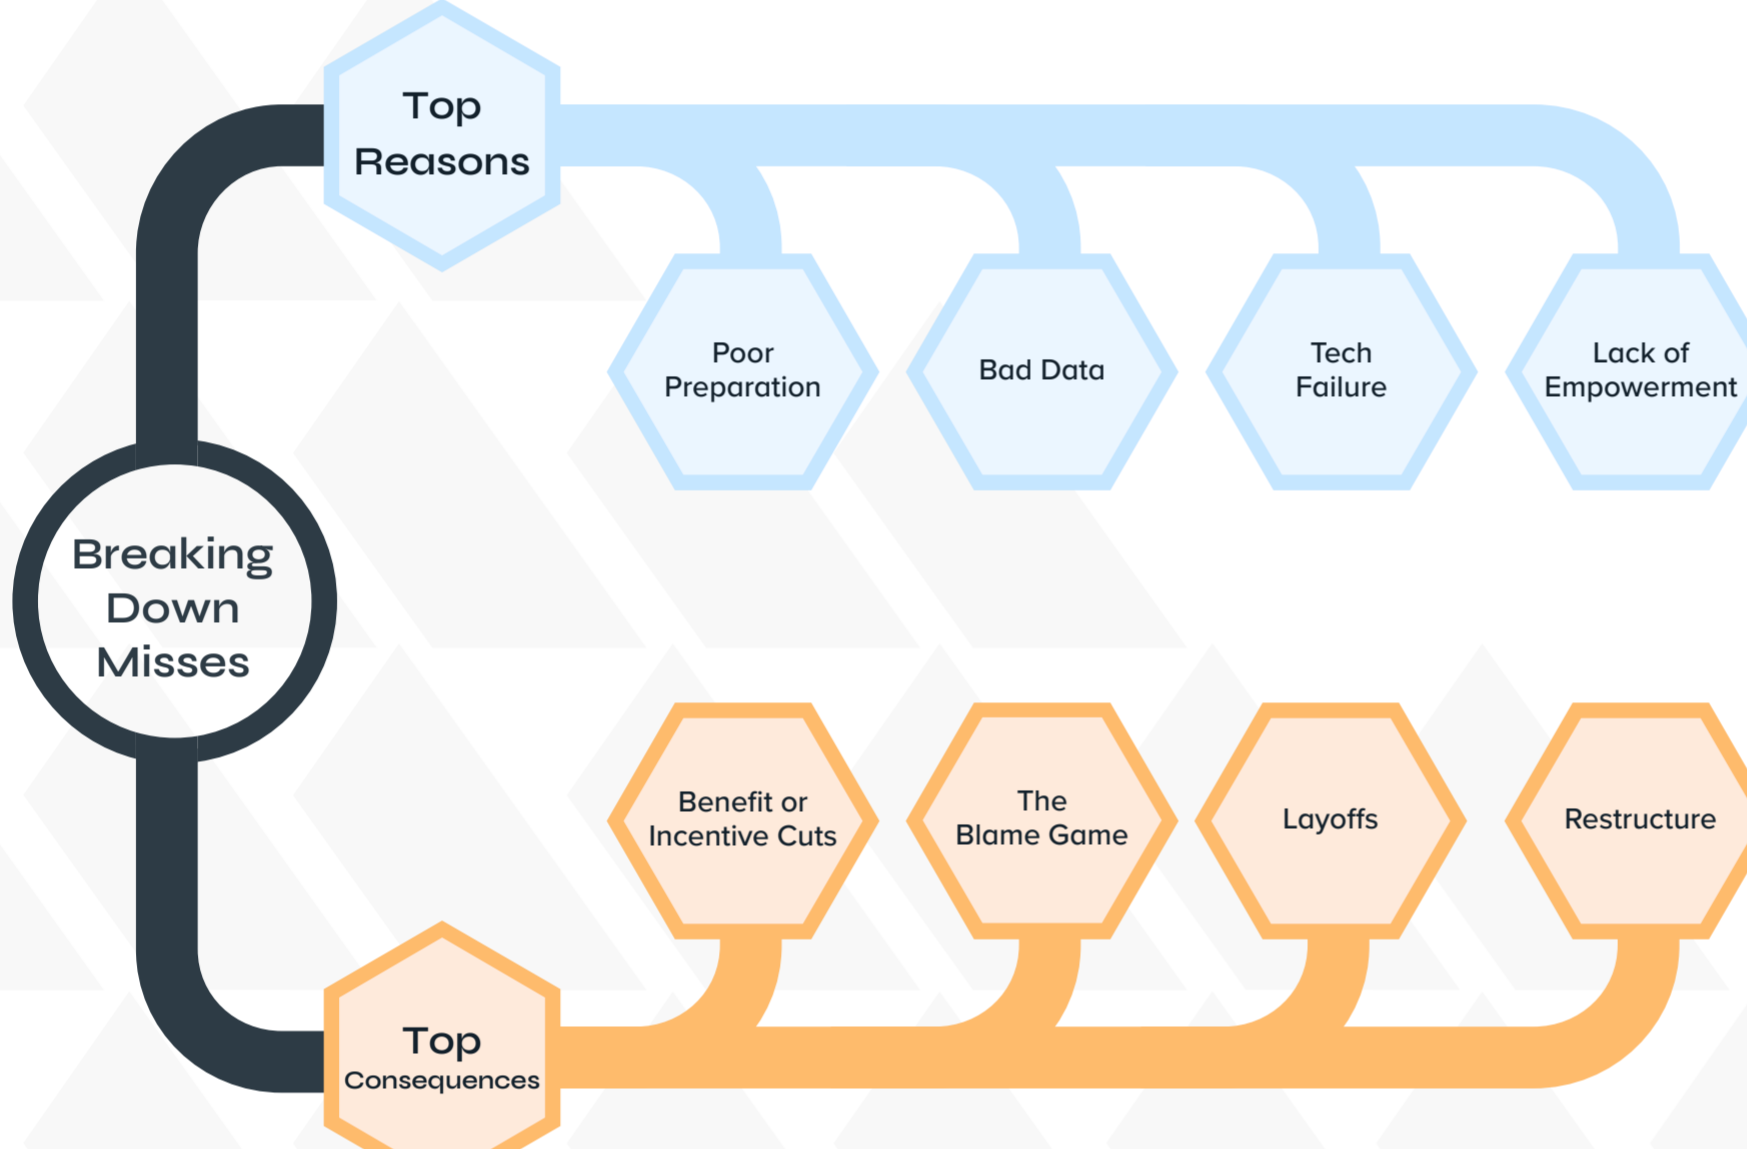 Top
Reasons
Poor
Preparation
Bad Data
Tech
Failure
Lack of
Empowerment
Breaking
Down
Misses
Benefit or
Incentive Cuts
The
Blame Game
Layoffs
Restructure
Top
Consequences